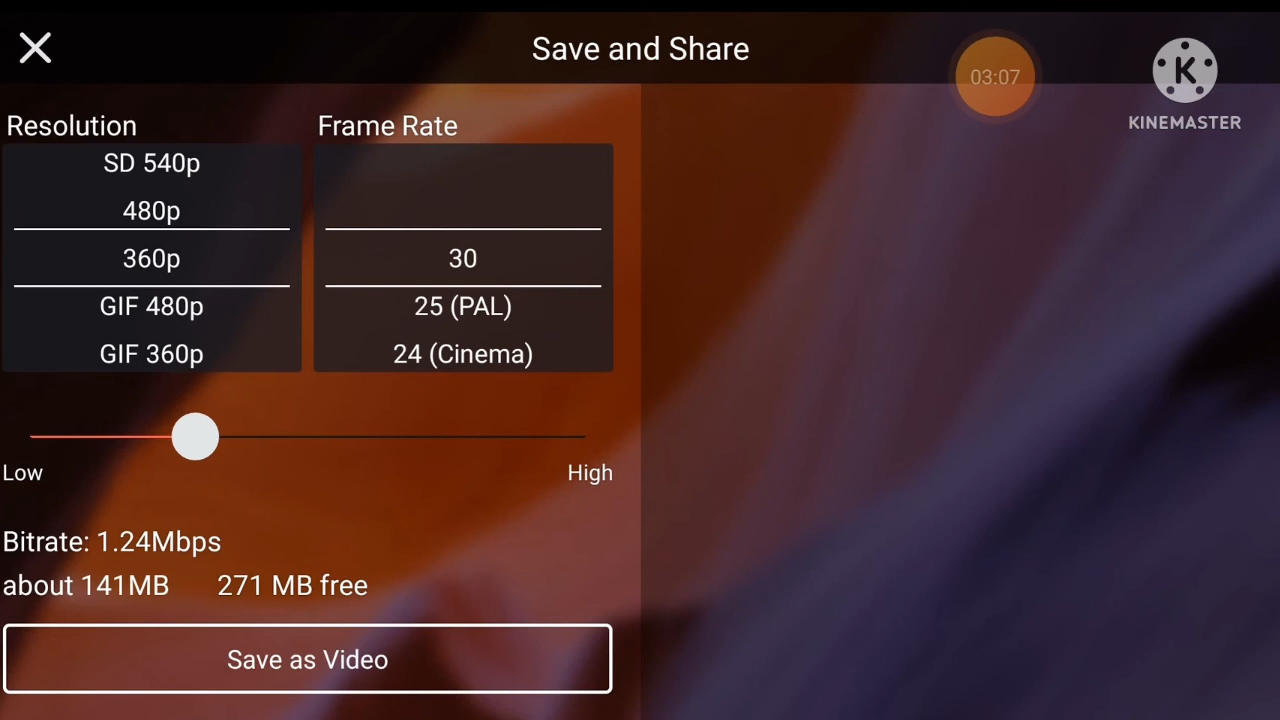 Save and Share
03:07
K
KINEMASTER
Resolution
Frame Rate
SD 540p
480p
360p
GIF 480p
GIF 360p
30
25 (PAL)
24 (Cinema)
Low
High
Bitrate: 1.24Mbps
about 141MB 271 MB free
Save as Video